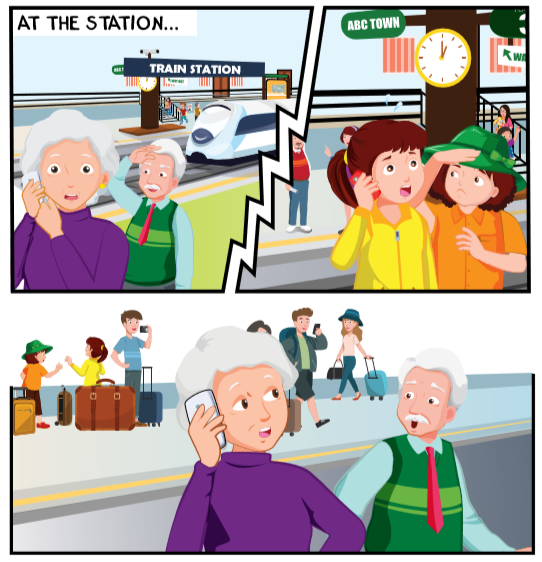 AT THE STATION...
TRAIN STATION
ABC TOWN